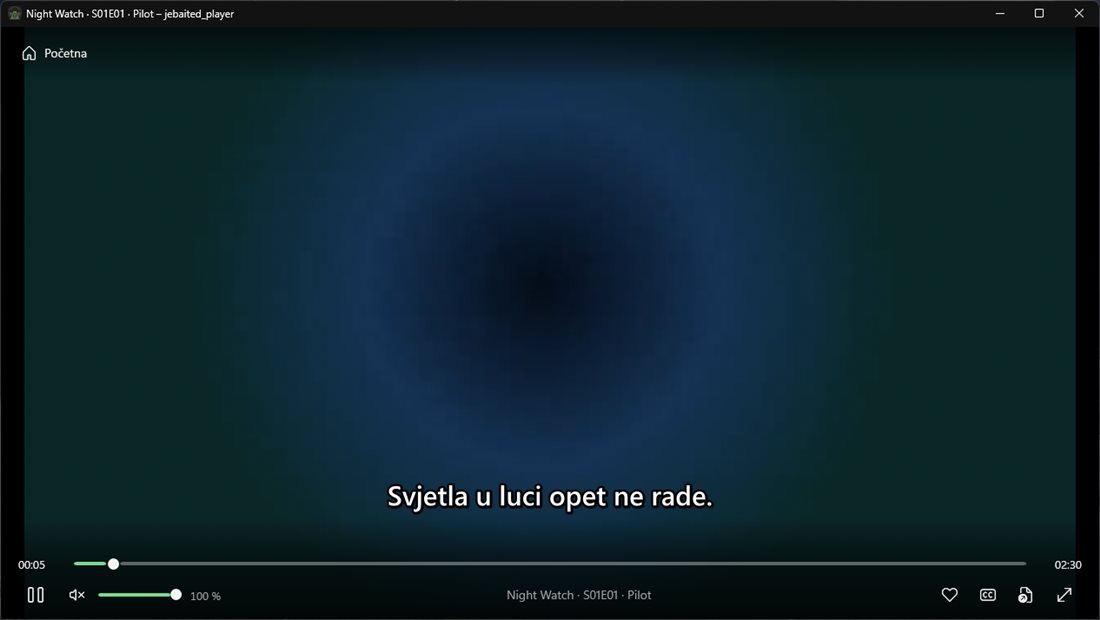 Night Watch · S01E01 · Pilot – jebaited_player
Početna
Svjetla u luci opet ne rade.
00:05
02:30
100 %
Night Watch · S01E01 · Pilot
CC